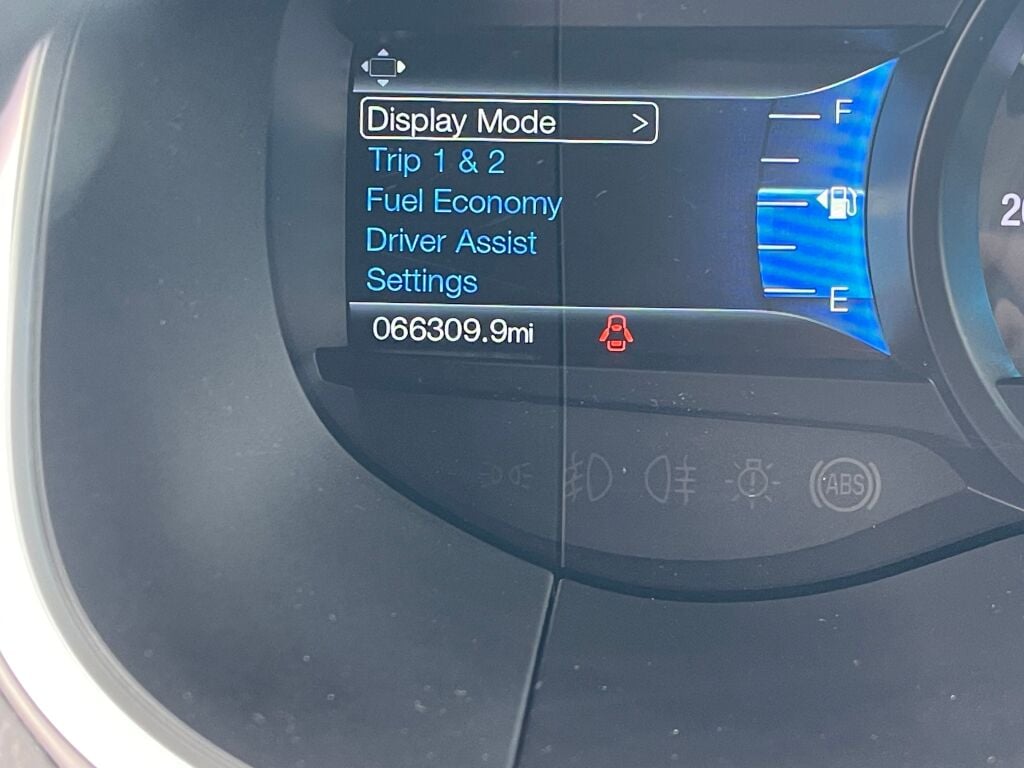 Display Mode >
F
Trip 1 & 2
Fuel Economy
Driver Assist
Settings
E
066309.9mi
ABS